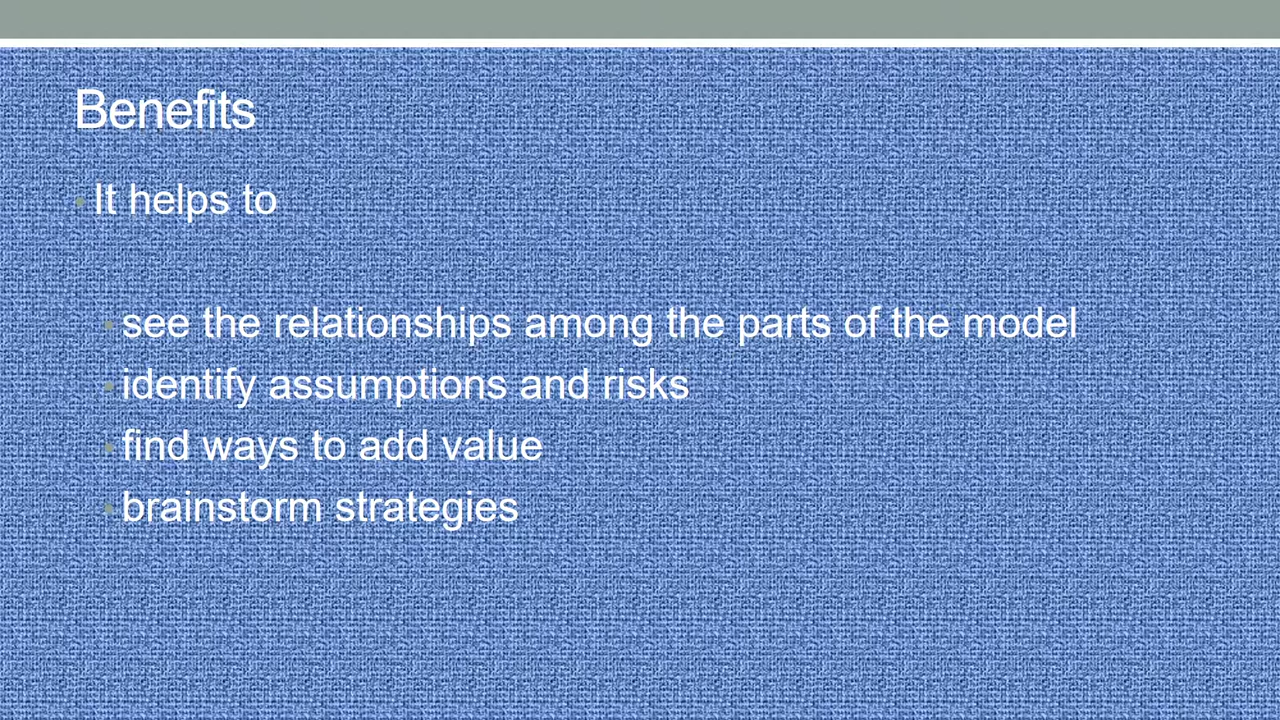 Benefits
It helps to
see the relationships among the parts of the model
identify assumptions and risks
find ways to add value
brainstorm strategies